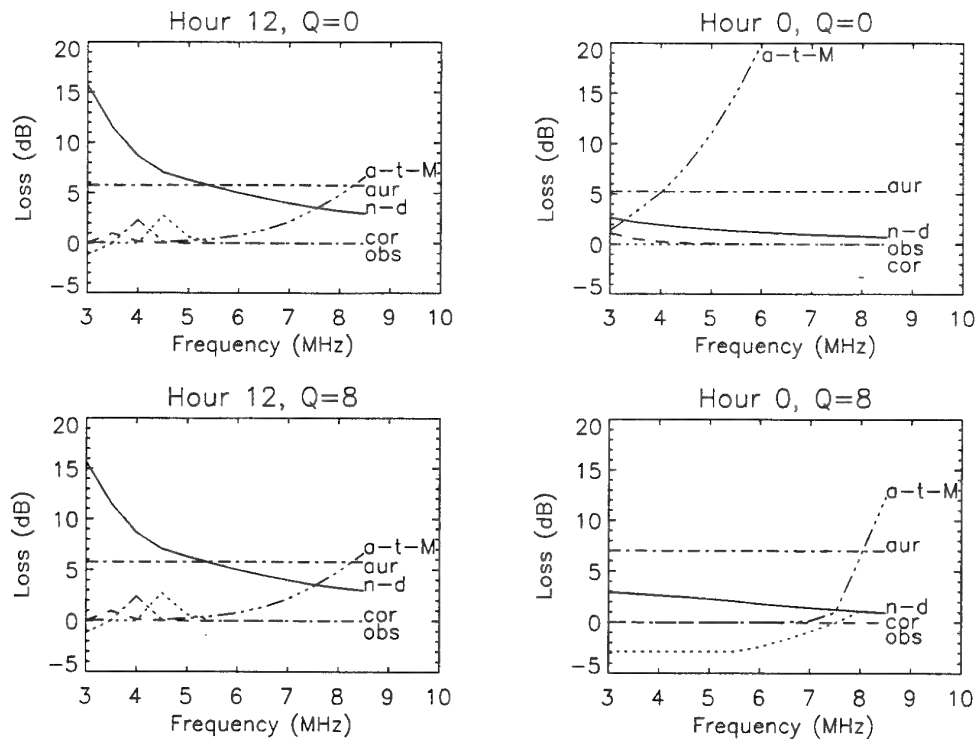 Hour 12, Q=0
20
15
10
5
0
−5
Loss (dB)
a−t−M
aur
n−d
cor
obs
3 4 5 6 7 8 9 10
Frequency (MHz)
Hour 0, Q=0
20
15
10
5
0
−5
Loss (dB)
a−t−M
aur
n−d
obs
cor
3 4 5 6 7 8 9 10
Frequency (MHz)
Hour 12, Q=8
20
15
10
5
0
−5
Loss (dB)
a−t−M
aur
n−d
cor
obs
3 4 5 6 7 8 9 10
Frequency (MHz)
Hour 0, Q=8
20
15
10
5
0
−5
Loss (dB)
a−t−M
aur
n−d
cor
obs
3 4 5 6 7 8 9 10
Frequency (MHz)